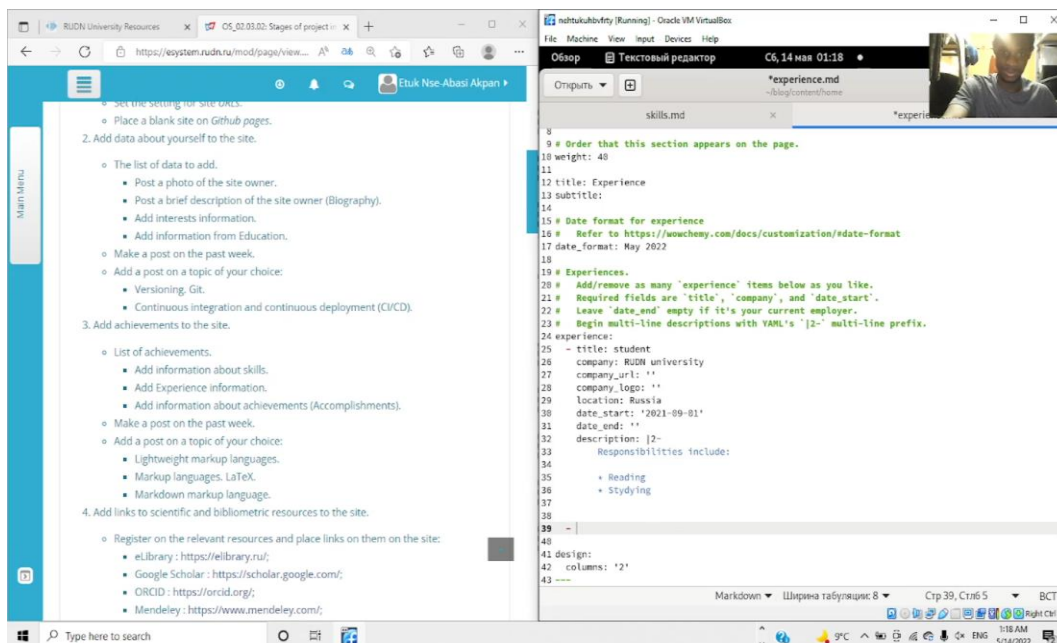 RUDN University Resources
OS_02.03.02: Stages of project in
https://esystem.rudn.ru/mod/page/view....
Etuk Nse-Abasi Akpan
Main Menu
Set the setting for site URLs.
Place a blank site on Github pages.
2. Add data about yourself to the site.
The list of data to add.
Post a photo of the site owner.
Post a brief description of the site owner (Biography).
Add interests information.
Add information from Education.
Make a post on the past week.
Add a post on a topic of your choice:
Versioning. Git.
Continuous integration and continuous deployment (CI/CD).
3. Add achievements to the site.
List of achievements.
Add information about skills.
Add Experience information.
Add information about achievements (Accomplishments).
Make a post on the past week.
Add a post on a topic of your choice:
Lightweight markup languages.
Markup languages. LaTeX.
Markdown markup language.
4. Add links to scientific and bibliometric resources to the site.
Register on the relevant resources and place links on them on the site:
eLibrary : https://elibrary.ru/;
Google Scholar : https://scholar.google.com/;
ORCID : https://orcid.org/;
Mendeley : https://www.mendeley.com/;
nehtukuhbvfrty [Running] - Oracle VM VirtualBox
File Machine View Input Devices Help
Обзор Текстовый редактор Сб, 14 мая 01:18
Открыть *experience.md
~/blog/content/home
skills.md *experie
8
9 # Order that this section appears on the page.
10 weight: 40
11
12 title: Experience
13 subtitle:
14
15 # Date format for experience
16 # Refer to https://wowchemy.com/docs/customization/#date-format
17 date_format: May 2022
18
19 # Experiences.
20 # Add/remove as many `experience` items below as you like.
21 # Required fields are `title`, `company`, and `date_start`.
22 # Leave `date_end` empty if it's your current employer.
23 # Begin multi-line descriptions with YAML's `|2-` multi-line prefix.
24 experience:
25 - title: student
26 company: RUDN university
27 company_url: ''
28 company_logo: ''
29 location: Russia
30 date_start: '2021-09-01'
31 date_end: ''
32 description: |2-
33 Responsibilities include:
34
35 * Reading
36 * Stydying
37
38
39 -
40
41 design:
42 columns: '2'
43 ---
Markdown Ширина табуляции: 8 Стр 39, Стлб 5 ВСТ
Right Ctrl
Type here to search
9°C ENG 1:18 AM
5/14/2022